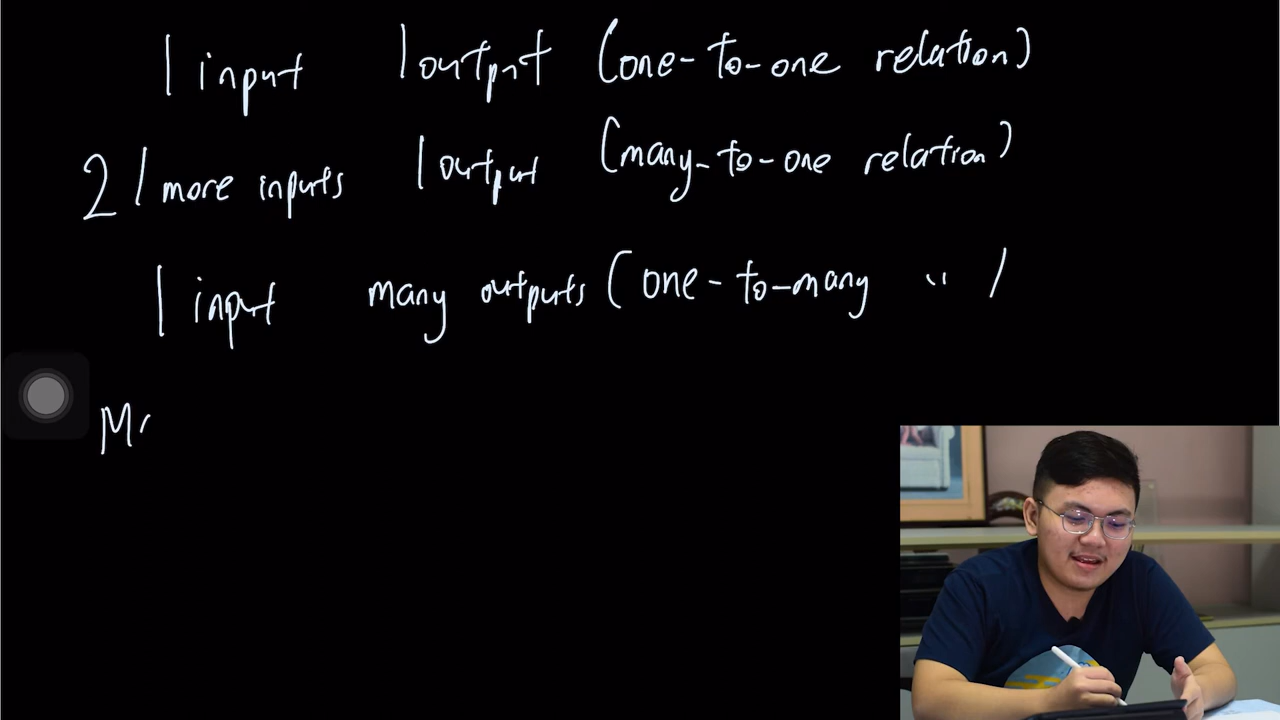 1 input 1 output (one-to-one relation)
2 / more inputs 1 output (many-to-one relation)
1 input many outputs (one-to-many " )
M